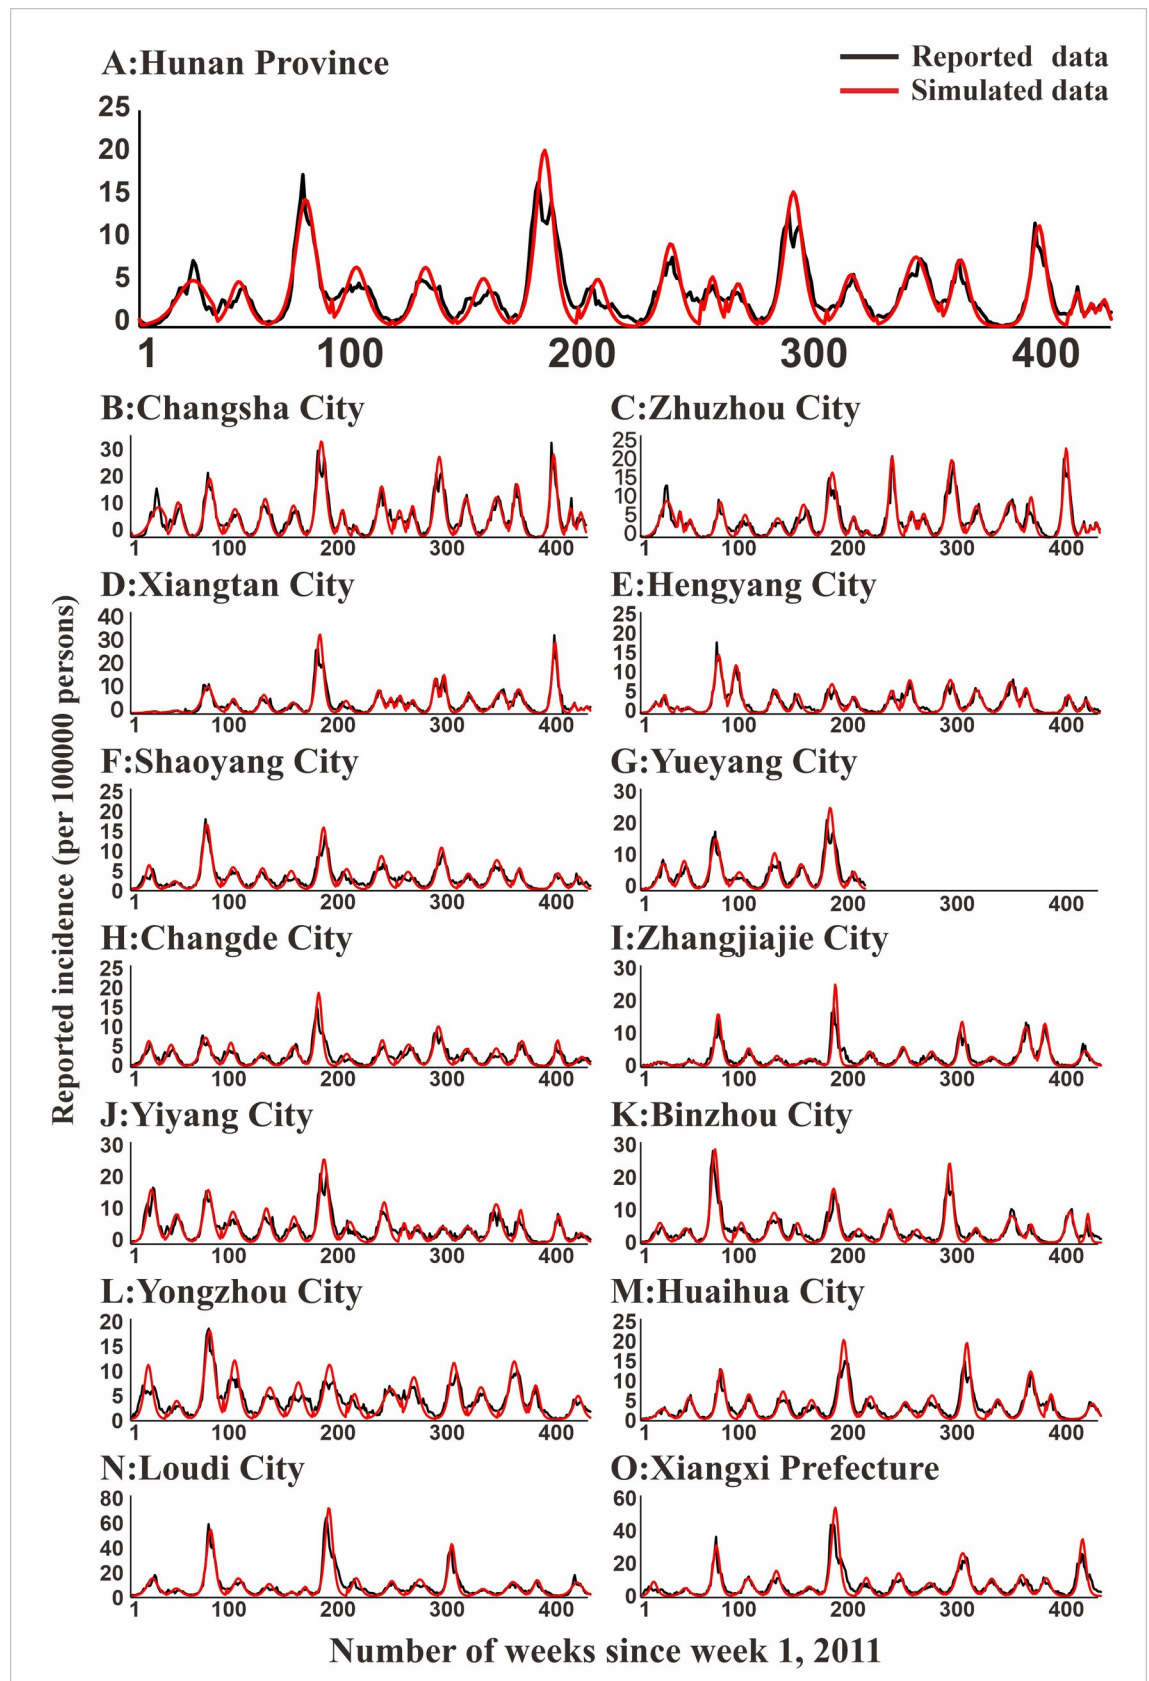 A:Hunan Province
Reported data
Simulated data
25
20
15
10
5
0
1 100 200 300 400
Reported incidence (per 100000 persons)
B:Changsha City
30
20
10
0
1 100 200 300 400
C:Zhuzhou City
25
20
15
10
5
0
1 100 200 300 400
D:Xiangtan City
40
30
20
10
0
1 100 200 300 400
E:Hengyang City
25
20
15
10
5
0
1 100 200 300 400
F:Shaoyang City
25
20
15
10
5
0
1 100 200 300 400
G:Yueyang City
30
20
10
0
1 100 200 300 400
H:Changde City
25
20
15
10
5
0
1 100 200 300 400
I:Zhangjiajie City
30
20
10
0
1 100 200 300 400
J:Yiyang City
30
20
10
0
1 100 200 300 400
K:Binzhou City
30
20
10
0
1 100 200 300 400
L:Yongzhou City
20
15
10
5
0
1 100 200 300 400
M:Huaihua City
25
20
15
10
5
0
1 100 200 300 400
N:Loudi City
80
60
40
20
0
1 100 200 300 400
O:Xiangxi Prefecture
60
40
20
0
1 100 200 300 400
Number of weeks since week 1, 2011